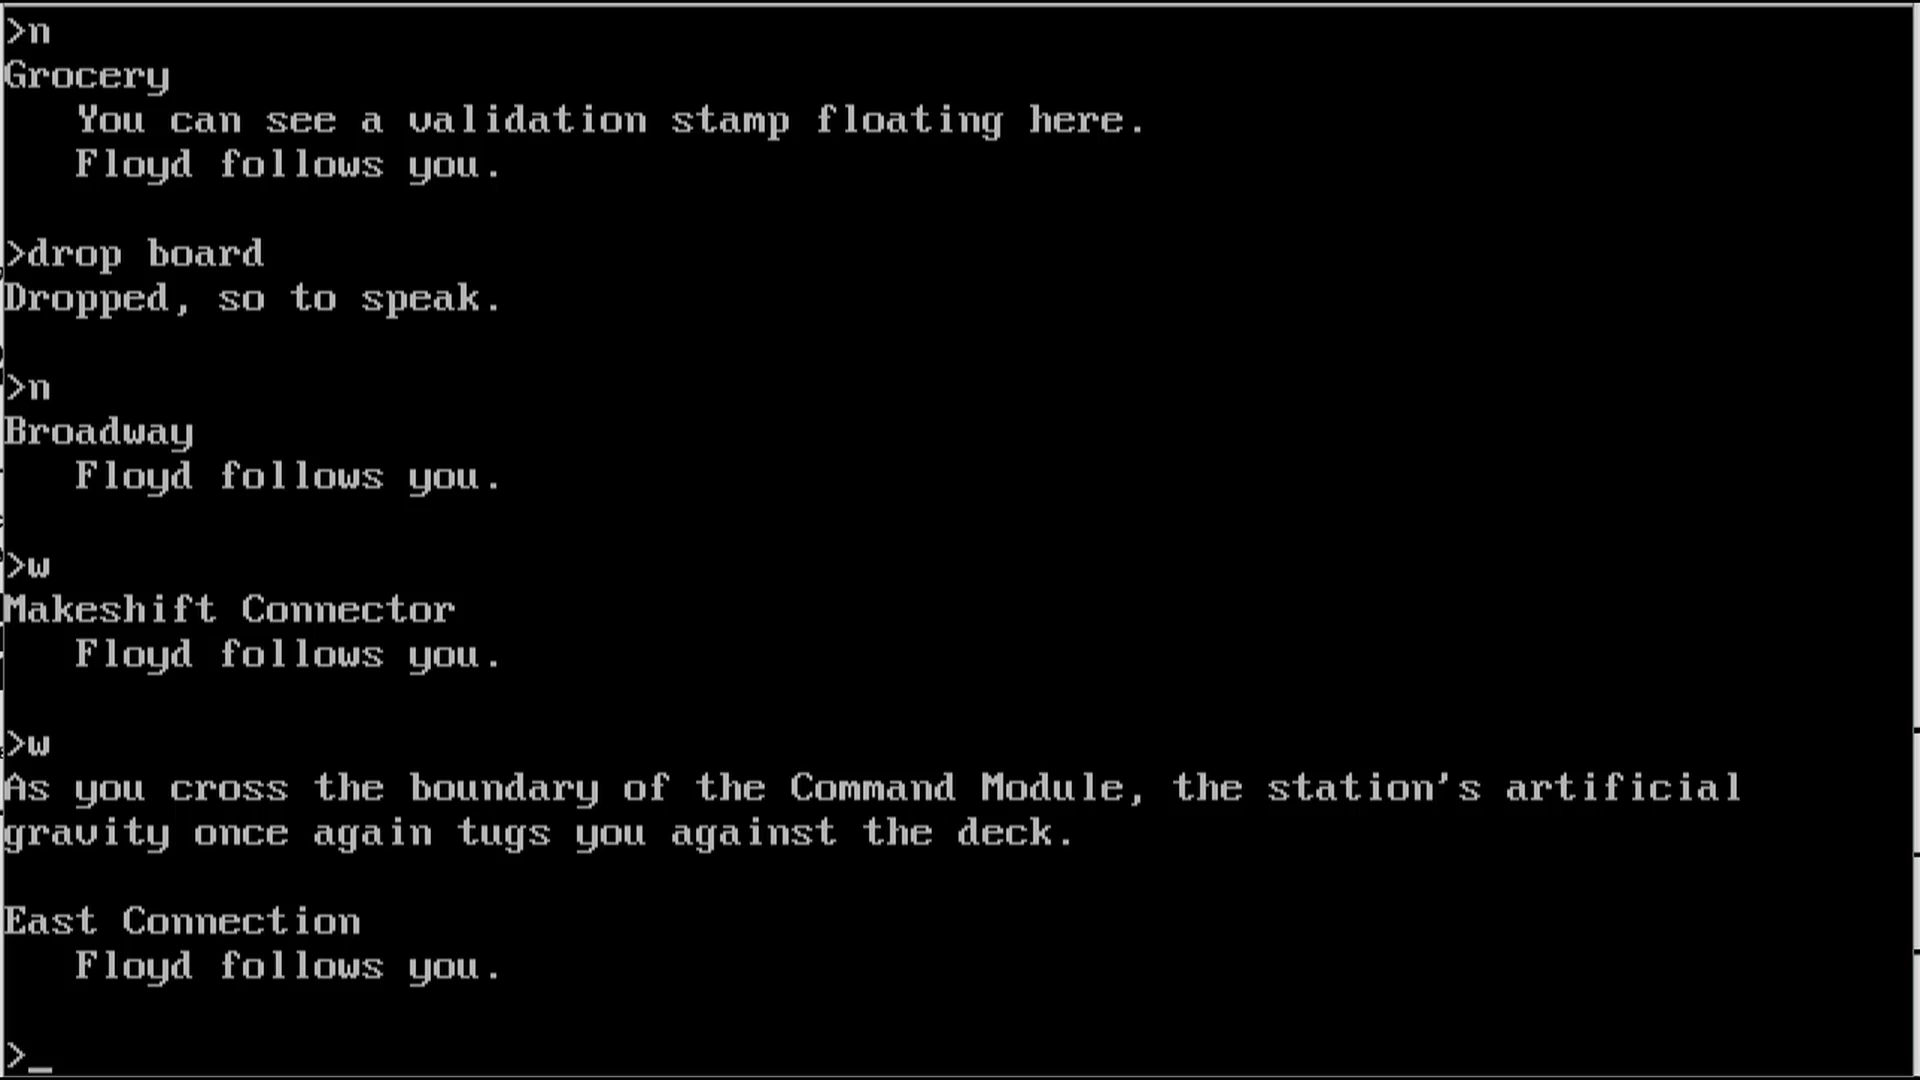 >n
Grocery
You can see a validation stamp floating here.
Floyd follows you.
>drop board
Dropped, so to speak.
>n
Broadway
Floyd follows you.
>w
Makeshift Connector
Floyd follows you.
>w
As you cross the boundary of the Command Module, the station's artificial
gravity once again tugs you against the deck.
East Connection
Floyd follows you.
>_